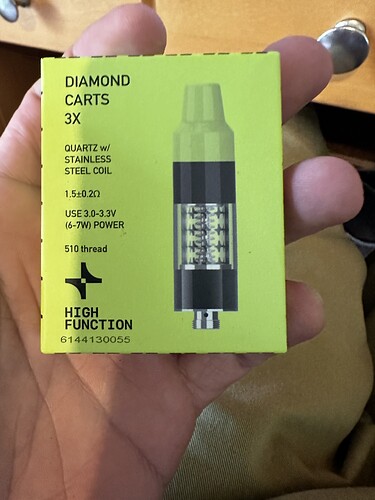 DIAMOND
CARTS
3X
QUARTZ w/
STAINLESS
STEEL COIL
1.5±0.2Ω
USE 3.0-3.3V
(6-7W) POWER
510 thread
HIGH
FUNCTION
6144130055